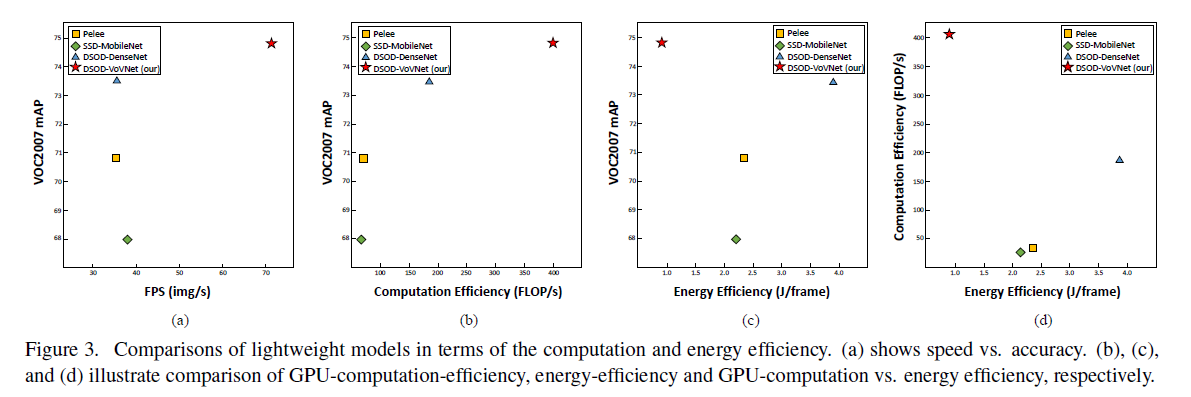 Pelee
SSD-MobileNet
DSOD-DenseNet
DSOD-VoVNet (our)
VOC2007 mAP
75
74
73
72
71
70
69
68
30 40 50 60 70
FPS (img/s)
(a)
Pelee
SSD-MobileNet
DSOD-DenseNet
DSOD-VoVNet (our)
VOC2007 mAP
75
74
73
72
71
70
69
68
100 150 200 250 300 350 400
Computation Efficiency (FLOP/s)
(b)
Pelee
SSD-MobileNet
DSOD-DenseNet
DSOD-VoVNet (our)
VOC2007 mAP
75
74
73
72
71
70
69
68
1.0 1.5 2.0 2.5 3.0 3.5 4.0
Energy Efficiency (J/frame)
(c)
Pelee
SSD-MobileNet
DSOD-DenseNet
DSOD-VoVNet (our)
Computation Efficiency (FLOP/s)
400
350
300
250
200
150
100
50
1.0 1.5 2.0 2.5 3.0 3.5 4.0
Energy Efficiency (J/frame)
(d)
Figure 3. Comparisons of lightweight models in terms of the computation and energy efficiency. (a) shows speed vs. accuracy. (b), (c),
and (d) illustrate comparison of GPU-computation-efficiency, energy-efficiency and GPU-computation vs. energy efficiency, respectively.